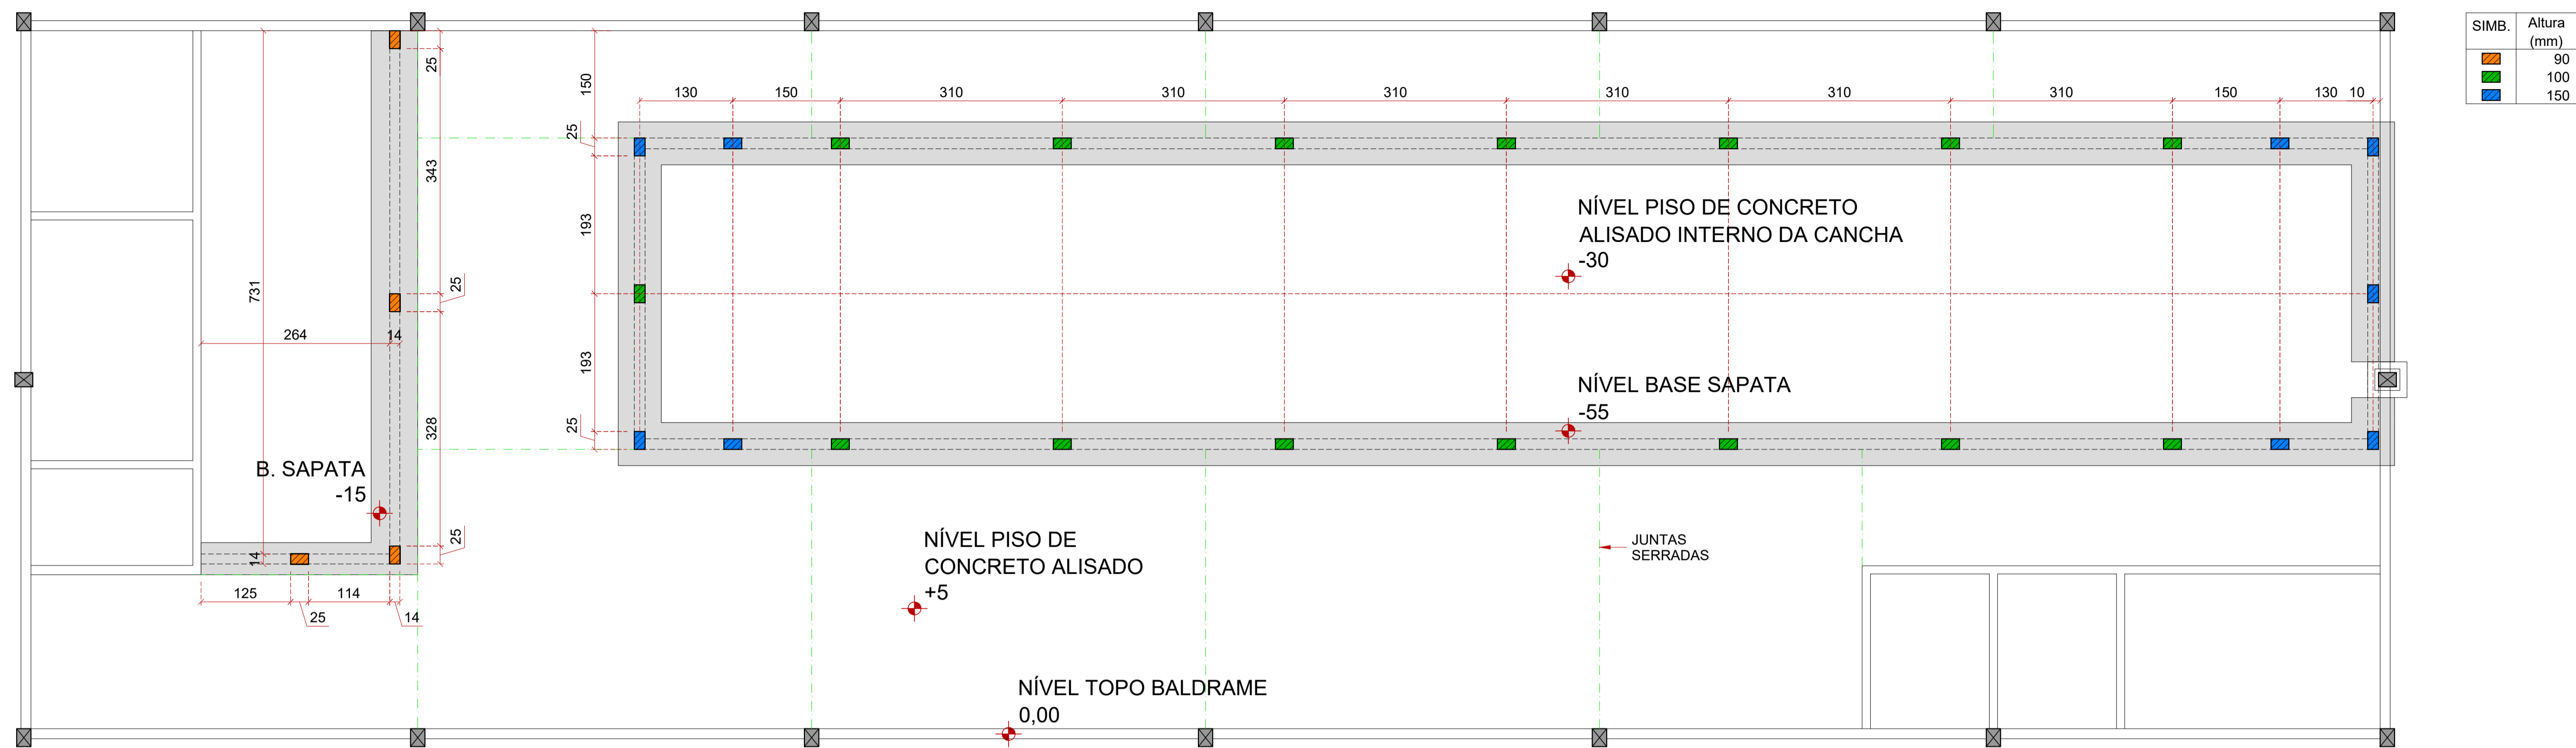 SIMB. Altura
(mm)
90
100
150
130 150 310 310 310 310 310 310 150 130 10
25
343
25
328
25
731
264 14
14
B. SAPATA
-15
125 114
25 14
150
25
193
193
25
NÍVEL PISO DE CONCRETO
ALISADO INTERNO DA CANCHA
-30
NÍVEL BASE SAPATA
-55
NÍVEL PISO DE
CONCRETO ALISADO
+5
JUNTAS
SERRADAS
NÍVEL TOPO BALDRAME
0,00